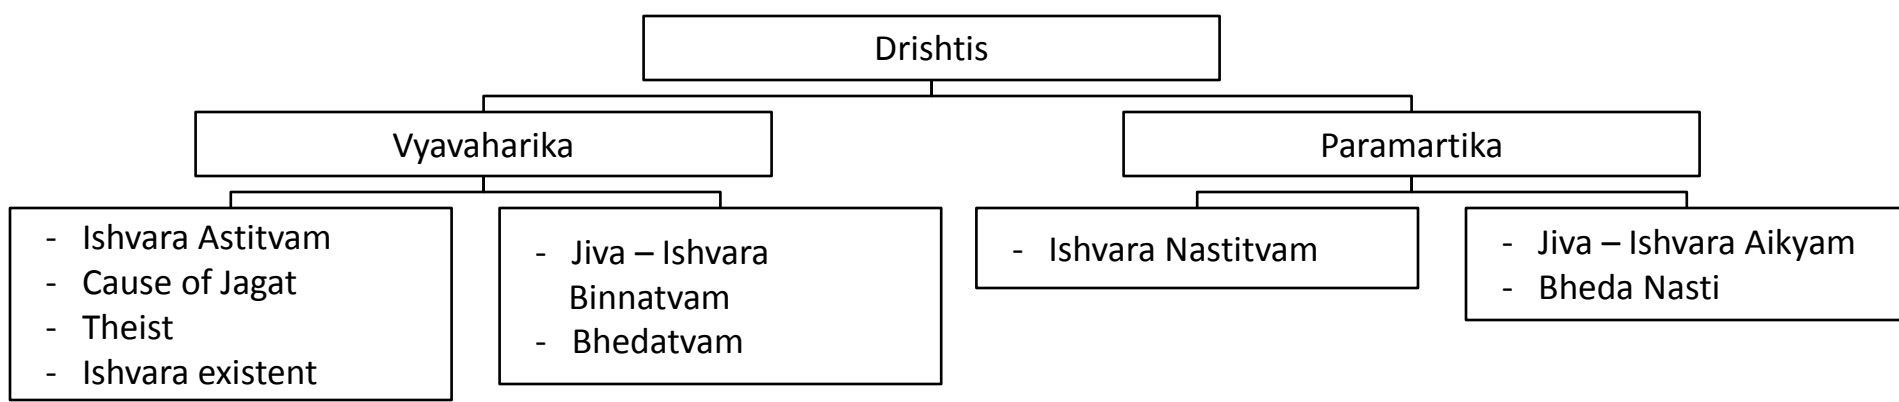 Drishtis
Vyavaharika
Paramartika
- Ishvara Astitvam
- Cause of Jagat
- Theist
- Ishvara existent
- Jiva – Ishvara
Binnatvam
- Bhedatvam
- Ishvara Nastitvam
- Jiva – Ishvara Aikyam
- Bheda Nasti